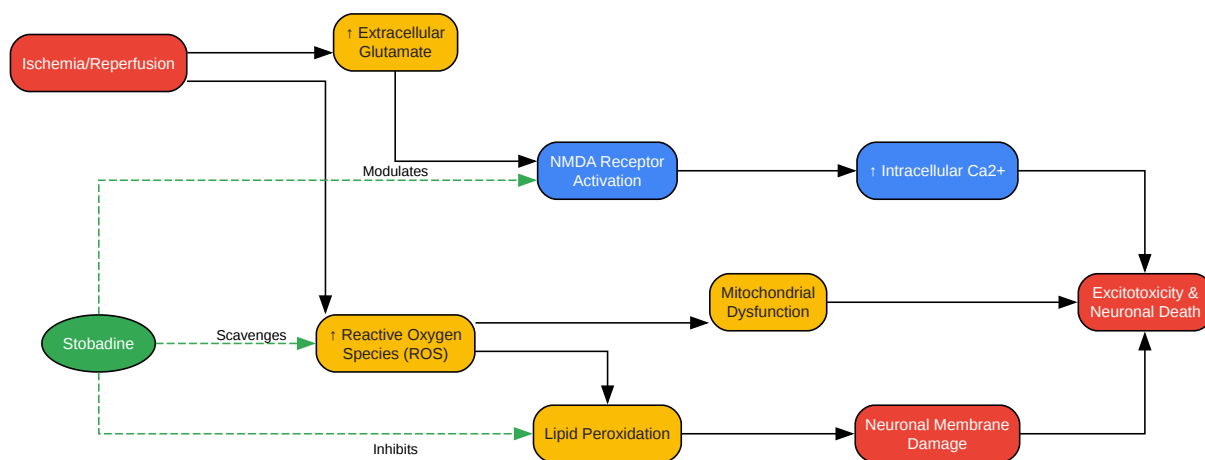 ↑ Extracellular
Glutamate
Ischemia/Reperfusion
NMDA Receptor
Activation
Modulates
↑ Intracellular Ca2+
Mitochondrial
Dysfunction
Excitotoxicity &
Neuronal Death
Stobadine
Scavenges
↑ Reactive Oxygen
Species (ROS)
Lipid Peroxidation
Neuronal Membrane
Damage
Inhibits